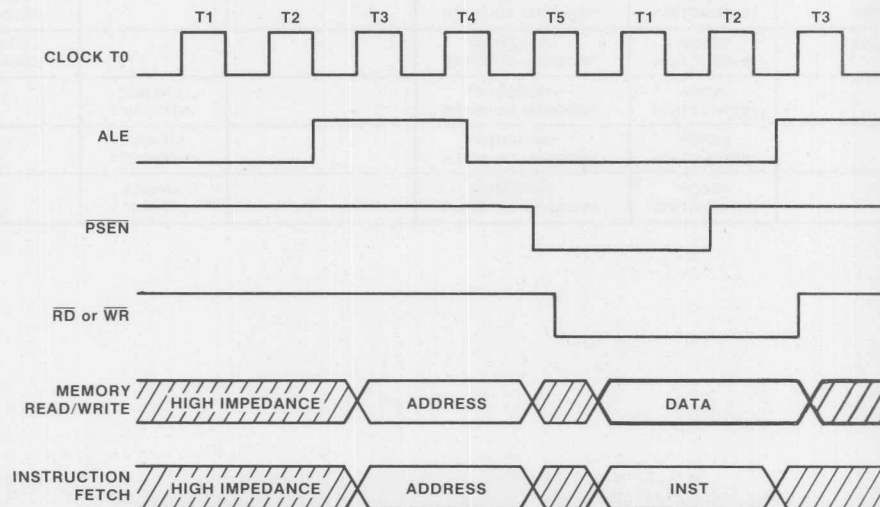 T1 T2 T3 T4 T5 T1 T2 T3
CLOCK T0
ALE
PSEN
RD or WR
MEMORY
READ/WRITE
HIGH IMPEDANCE
ADDRESS
DATA
INSTRUCTION
FETCH
HIGH IMPEDANCE
ADDRESS
INST